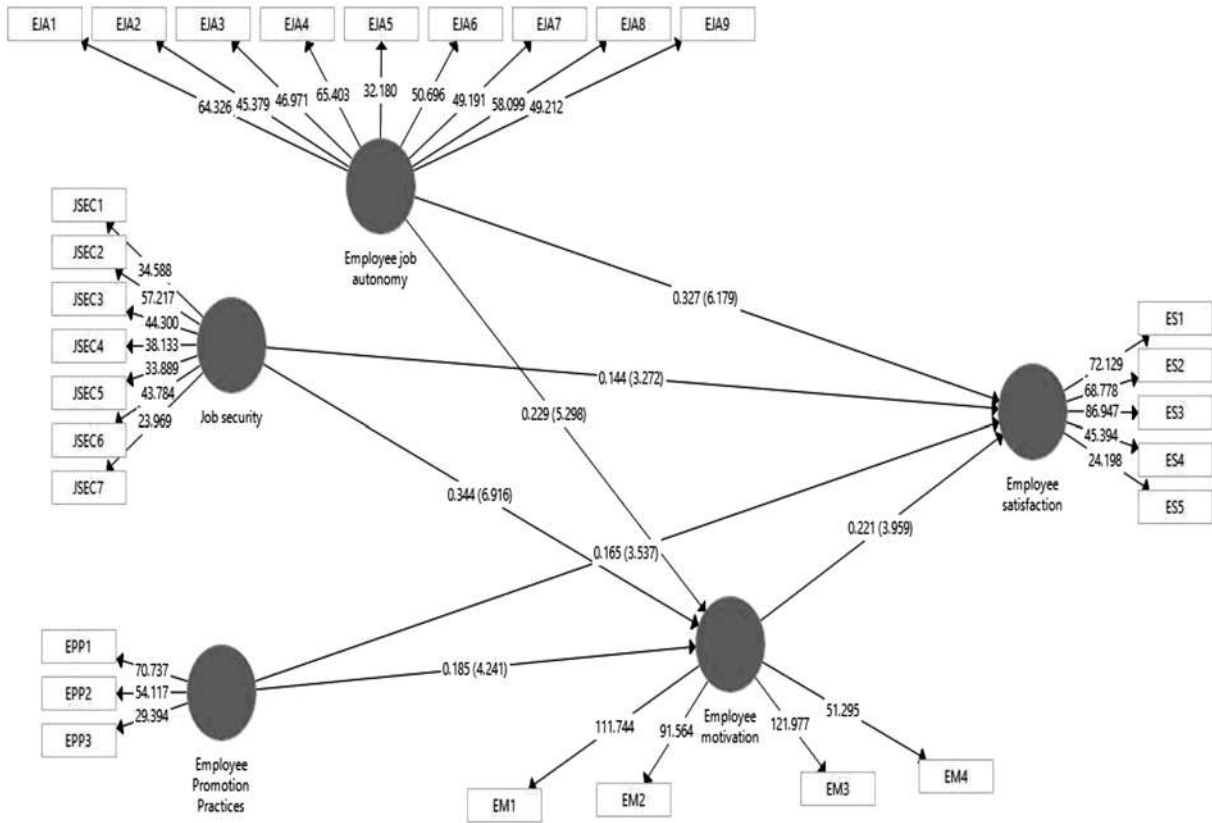 EJA1
EJA2
EJA3
EJA4
EJA5
EJA6
EJA7
EJA8
EJA9
64.326
45.379
46.971
65.403
32.180
50.696
49.191
58.099
49.212
Employee job
autonomy
JSEC1
JSEC2
JSEC3
JSEC4
JSEC5
JSEC6
JSEC7
34.588
57.217
44.300
38.133
33.889
43.784
23.969
Job security
0.327 (6.179)
0.144 (3.272)
0.229 (5.298)
0.344 (6.916)
0.165 (3.537)
0.221 (3.959)
0.185 (4.241)
ES1
ES2
ES3
ES4
ES5
72.129
68.778
86.947
45.394
24.198
Employee
satisfaction
EPP1
EPP2
EPP3
70.737
54.117
29.394
Employee
Promotion
Practices
Employee
motivation
111.744
91.564
121.977
51.295
EM1
EM2
EM3
EM4